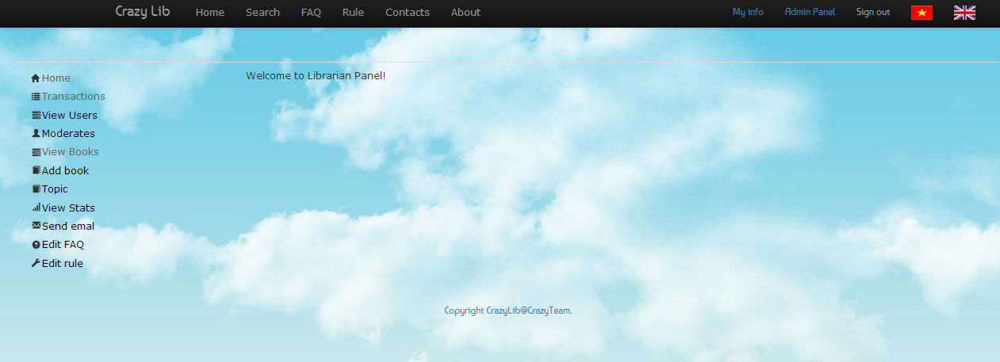 Crazy Lib Home Search FAQ Rule Contacts About My info Admin Panel Sign out
Home
Welcome to Librarian Panel!
Transactions
View Users
Moderates
View Books
Add book
Topic
View Stats
Send emal
Edit FAQ
Edit rule
Copyright CrazyLib@CrazyTeam.